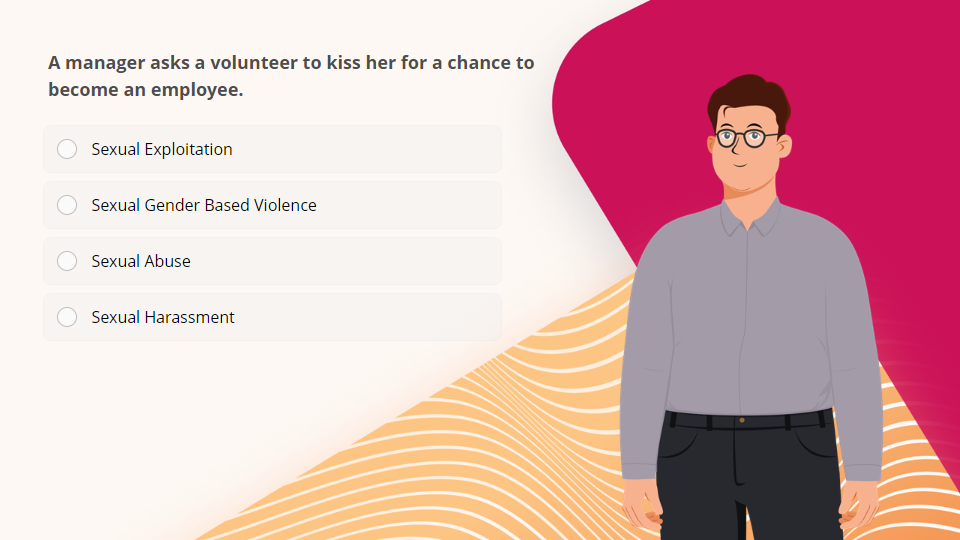 A manager asks a volunteer to kiss her for a chance to
become an employee.
Sexual Exploitation
Sexual Gender Based Violence
Sexual Abuse
Sexual Harassment